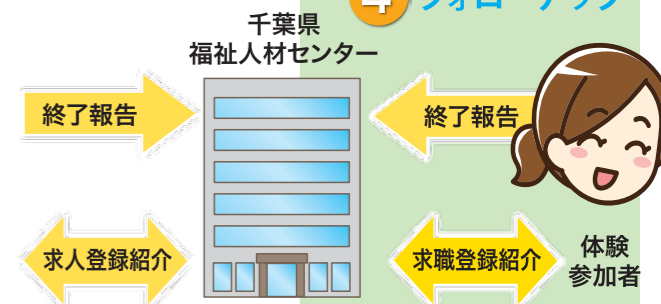 4 フォローアップ
千葉県
福祉人材センター
終了報告
終了報告
求人登録紹介
求職登録紹介
体験
参加者